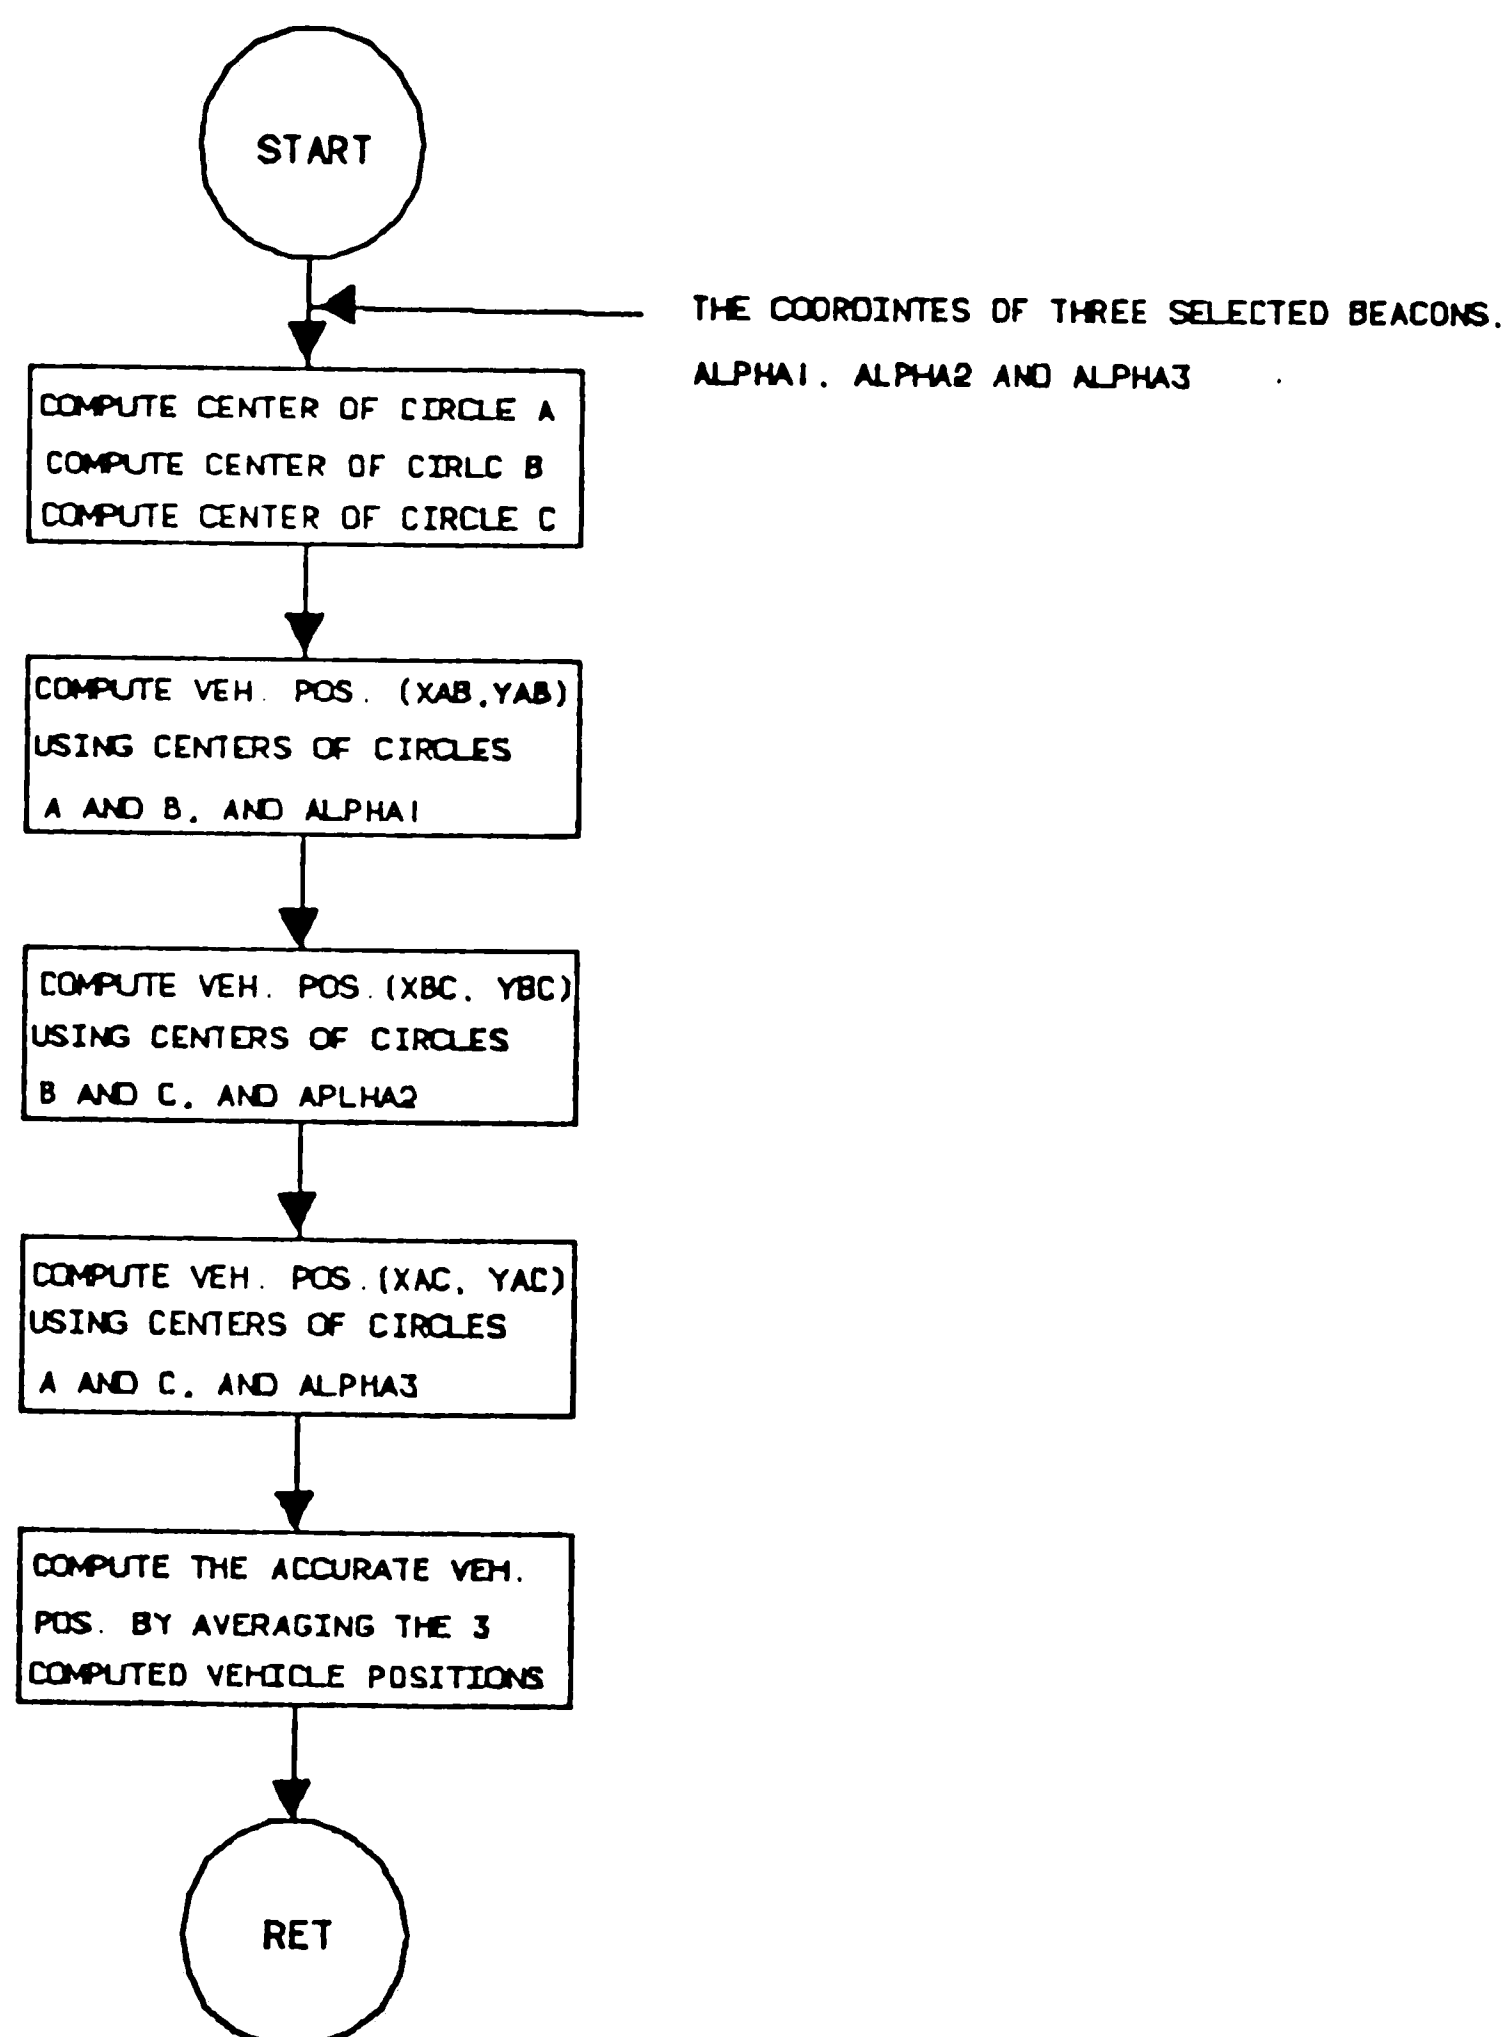 START
THE COORDINTES OF THREE SELECTED BEACONS.
ALPHA1. ALPHA2 AND ALPHA3
COMPUTE CENTER OF CIRCLE A
COMPUTE CENTER OF CIRLC B
COMPUTE CENTER OF CIRCLE C
COMPUTE VEH. POS. (XAB,YAB)
USING CENTERS OF CIRCLES
A AND B, AND ALPHA1
COMPUTE VEH. POS.(XBC, YBC)
USING CENTERS OF CIRCLES
B AND C, AND APLHA2
COMPUTE VEH. POS.(XAC, YAC)
USING CENTERS OF CIRCLES
A AND C, AND ALPHA3
COMPUTE THE ACCURATE VEH.
POS. BY AVERAGING THE 3
COMPUTED VEHICLE POSITIONS
RET